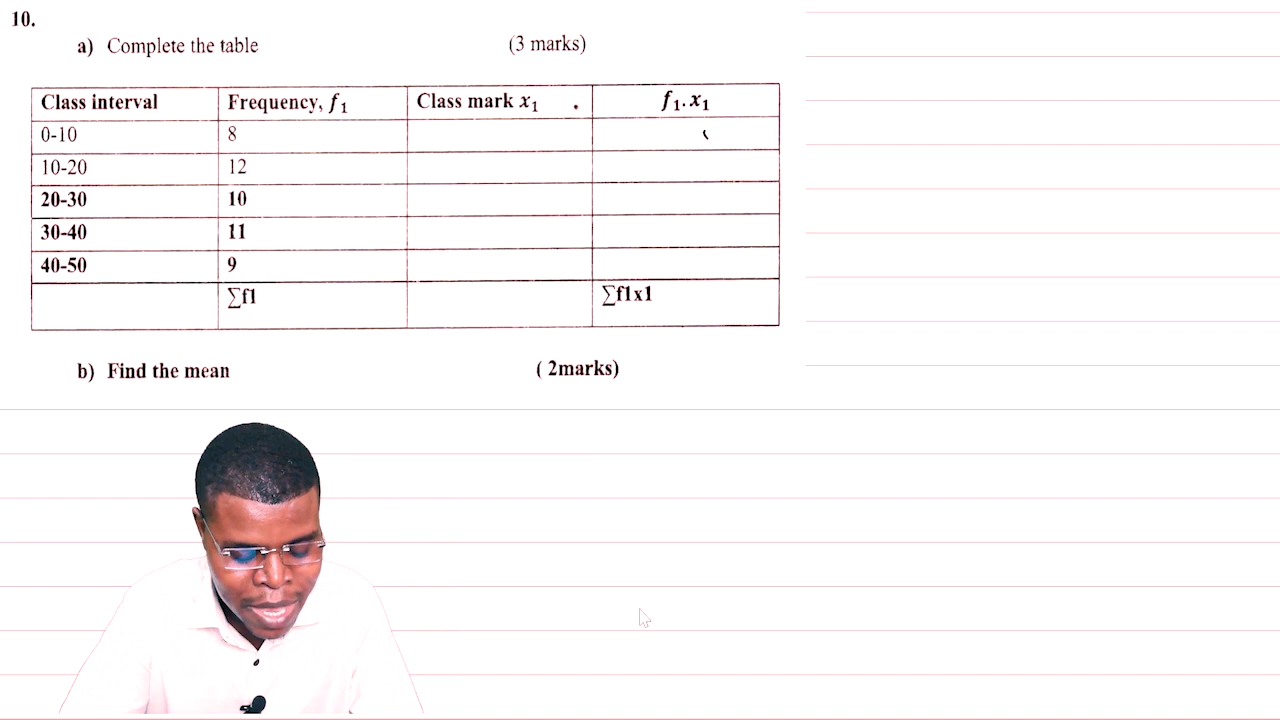 10.
a) Complete the table (3 marks)
Class interval Frequency, f₁ Class mark x₁ . f₁.x₁
0-10 8
10-20 12
20-30 10
30-40 11
40-50 9
∑f1 ∑f1x1
b) Find the mean ( 2marks)